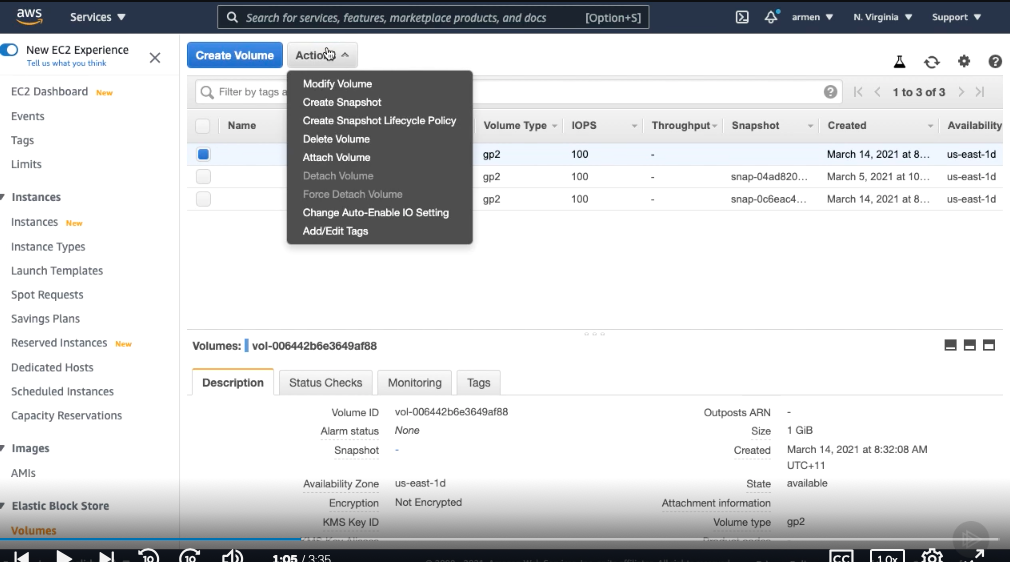 aws Services Search for services, features, marketplace products, and docs [Option+S] armen N. Virginia Support
New EC2 Experience
Tell us what you think
EC2 Dashboard New
Events
Tags
Limits
Instances
Instances New
Instance Types
Launch Templates
Spot Requests
Savings Plans
Reserved Instances New
Dedicated Hosts
Scheduled Instances
Capacity Reservations
Images
AMIs
Elastic Block Store
Volumes
Create Volume Actions
Filter by tags a 1 to 3 of 3
Modify Volume
Create Snapshot
Create Snapshot Lifecycle Policy
Delete Volume
Attach Volume
Detach Volume
Force Detach Volume
Change Auto-Enable IO Setting
Add/Edit Tags
Name Volume Type IOPS Throughput Snapshot Created Availability
gp2 100 - March 14, 2021 at 8... us-east-1d
gp2 100 - snap-04ad820... March 5, 2021 at 10... us-east-1d
gp2 100 - snap-0c6eac4... March 14, 2021 at 8... us-east-1d
Volumes: vol-006442b6e3649af88
Description Status Checks Monitoring Tags
Volume ID vol-006442b6e3649af88
Alarm status None
Snapshot -
Availability Zone us-east-1d
Encryption Not Encrypted
KMS Key ID
Outposts ARN -
Size 1 GiB
Created March 14, 2021 at 8:32:08 AM
UTC+11
State available
Attachment information
Volume type gp2
10 10 1:05 / 3:35 CC 1.0x